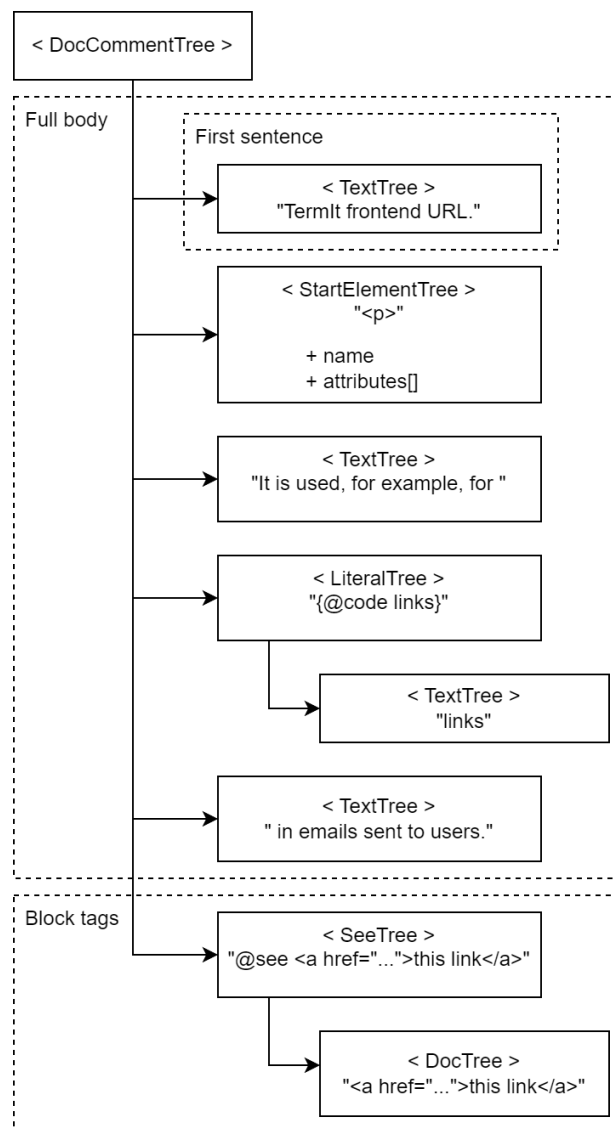 < DocCommentTree >
Full body
First sentence
< TextTree >
"TermIt frontend URL."
< StartElementTree >
"<p>"
+ name
+ attributes[]
< TextTree >
"It is used, for example, for "
< LiteralTree >
"{@code links}"
< TextTree >
"links"
< TextTree >
" in emails sent to users."
Block tags
< SeeTree >
"@see <a href="...">this link</a>"
< DocTree >
"<a href="...">this link</a>"